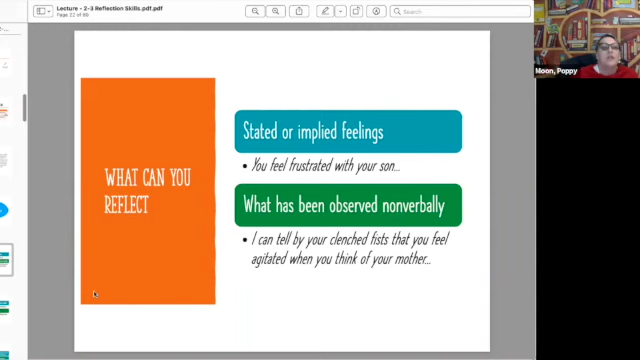 Lecture - 2-3 Reflection Skills.pdf.pdf
Page 22 of 89
Search
Moon, Poppy
WHAT CAN YOU
REFLECT
Stated or implied feelings
• You feel frustrated with your son...
What has been observed nonverbally
• I can tell by your clenched fists that you feel
agitated when you think of your mother...